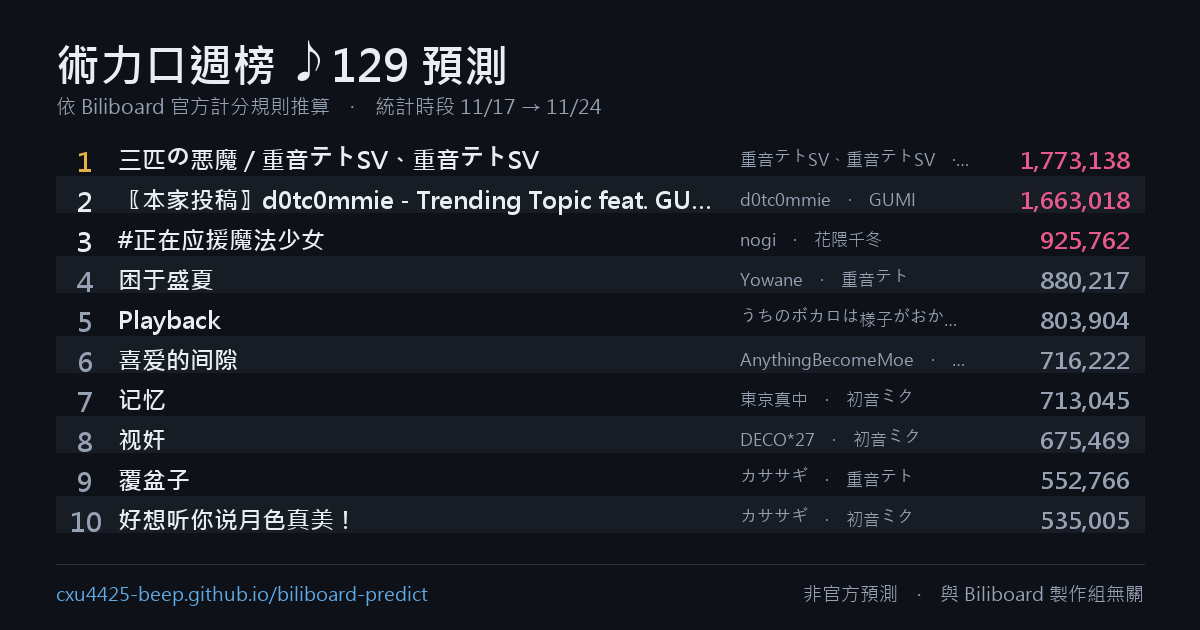 術力口週榜 ♪129 預測
依 Biliboard 官方計分規則推算 · 統計時段 11/17 → 11/24
1 三匹の悪魔 / 重音テトSV、重音テトSV 重音テトSV、重音テトSV ·... 1,773,138
2 〖本家投稿〗d0tc0mmie - Trending Topic feat. GU... d0tc0mmie · GUMI 1,663,018
3 #正在应援魔法少女 nogi · 花隈千冬 925,762
4 困于盛夏 Yowane · 重音テト 880,217
5 Playback うちのボカロは様子がおか... 803,904
6 喜爱的间隙 AnythingBecomeMoe · ... 716,222
7 记忆 東京真中 · 初音ミク 713,045
8 视奸 DECO*27 · 初音ミク 675,469
9 覆盆子 カササギ · 重音テト 552,766
10 好想听你说月色真美！ カササギ · 初音ミク 535,005
cxu4425-beep.github.io/biliboard-predict 非官方預測 · 與 Biliboard 製作組無關